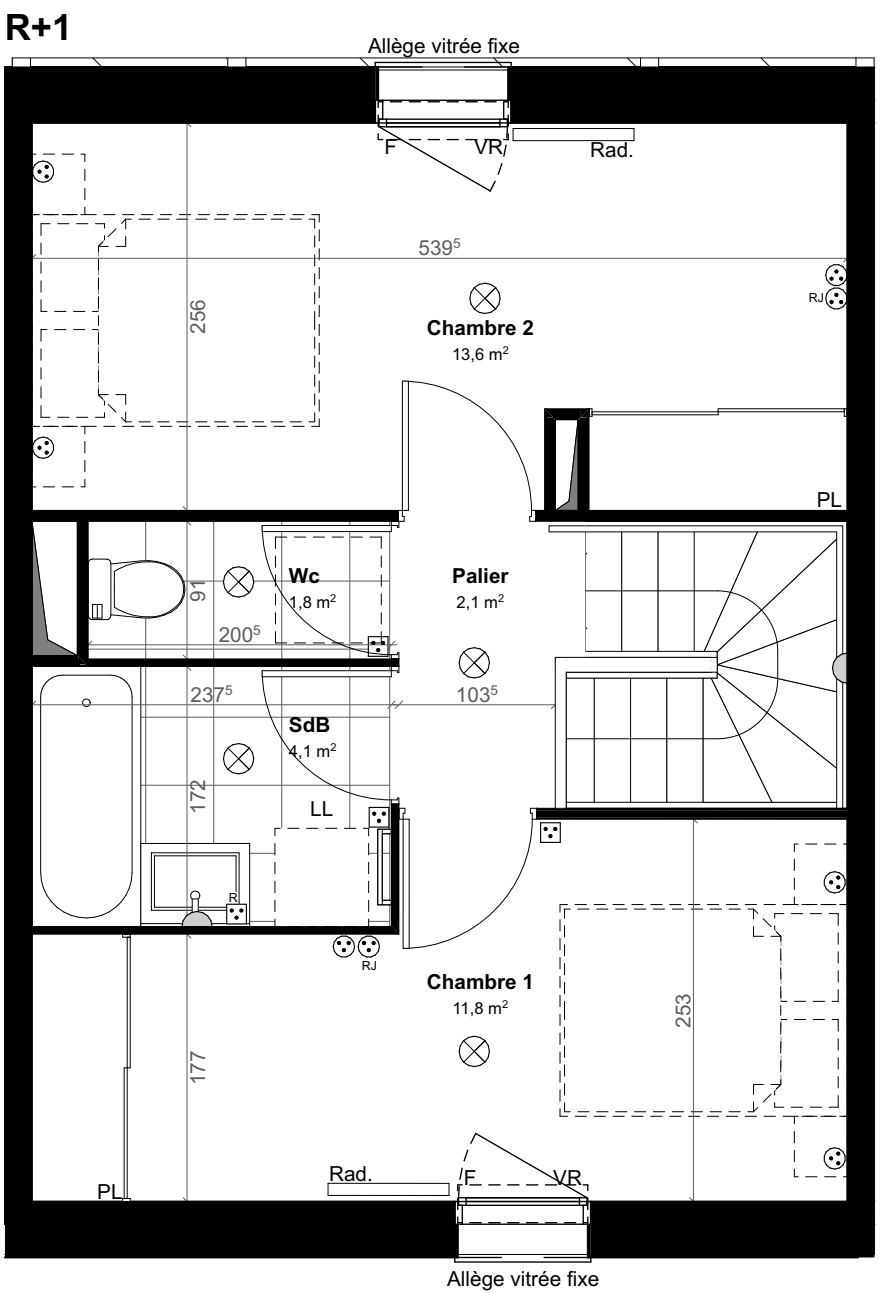 R+1
Allège vitrée fixe
F
VR
Rad.
539⁵
256
RJ
Chambre 2
13,6 m²
PL
Wc
1,8 m²
91
200⁵
Palier
2,1 m²
237⁵
103⁵
SdB
4,1 m²
172
LL
RJ
Chambre 1
11,8 m²
253
177
Rad.
F
VR
PL
Allège vitrée fixe